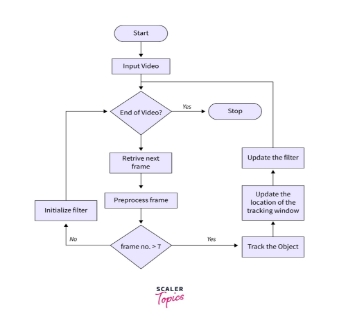 Start
Input Video
End of Video?
Yes
Stop
Retrive next
frame
Preprocess frame
frame no. > ?
No
Initialize filter
Yes
Track the Object
Update the
location of the
tracking window
Update the filter
SCALER
Topics